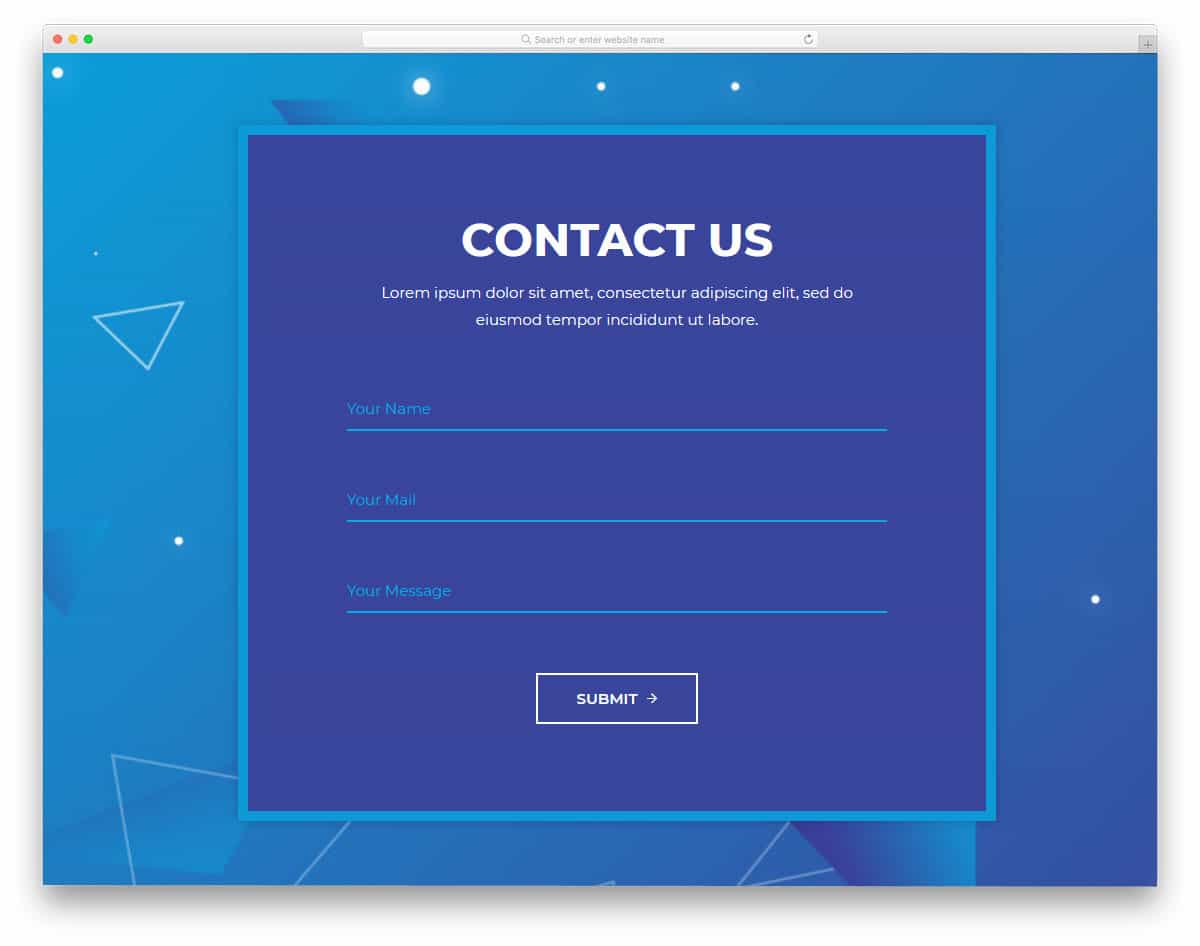 Search or enter website name
CONTACT US
Lorem ipsum dolor sit amet, consectetur adipiscing elit, sed do
eiusmod tempor incididunt ut labore.
Your Name
Your Mail
Your Message
SUBMIT →